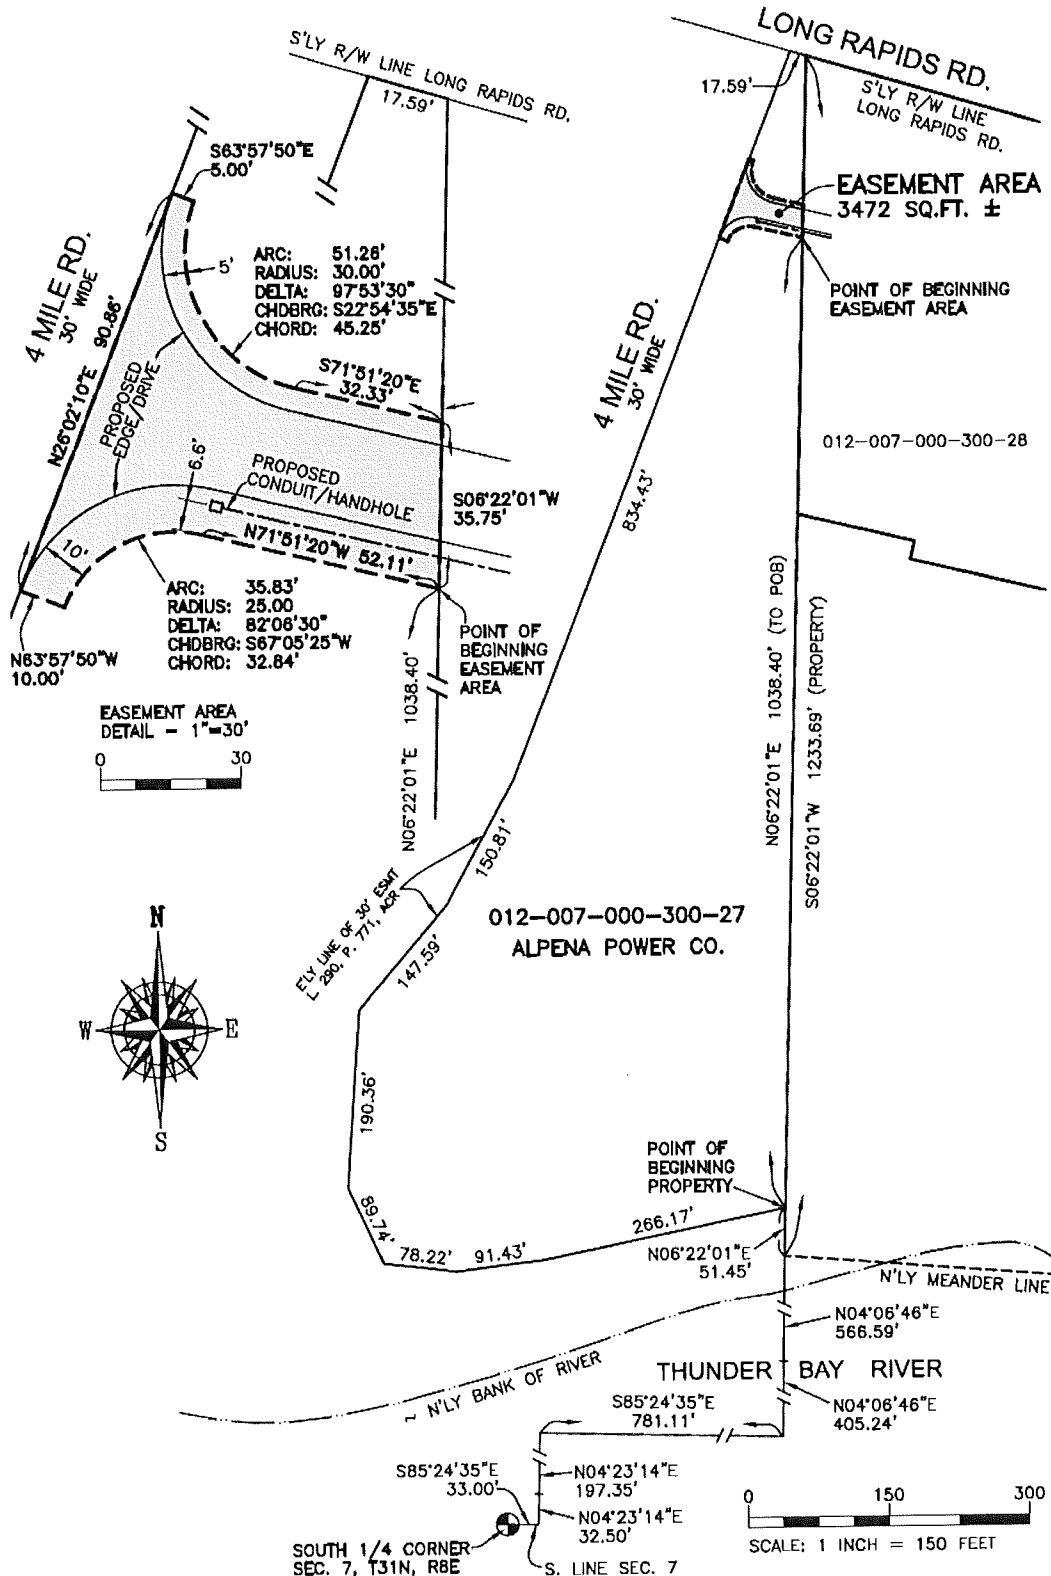 LONG RAPIDS RD.
S'LY R/W LINE
LONG RAPIDS RD.
17.59'
S'LY R/W LINE LONG RAPIDS RD.
17.59'
S63°57'50"E
5.00'
EASEMENT AREA
3472 SQ.FT. ±
4 MILE RD.
30' WIDE
5'
ARC: 51.28'
RADIUS: 30.00'
DELTA: 97°53'30"
CHDBRG: S22°54'35"E
CHORD: 45.25'
POINT OF BEGINNING
EASEMENT AREA
N26°02'10"E 90.86'
PROPOSED
EDGE/DRIVE
S71°51'20"E
32.33'
4 MILE RD.
30' WIDE
012-007-000-300-28
6.6'
PROPOSED
CONDUIT/HANDHOLE
S06°22'01"W
35.75'
834.43'
N71°51'20"W 52.11'
10'
ARC: 35.83'
RADIUS: 25.00
DELTA: 82°06'30"
CHDBRG: S67°05'25"W
CHORD: 32.84'
N63°57'50"W
10.00'
POINT OF
BEGINNING
EASEMENT
AREA
N06°22'01"E 1038.40'
N06°22'01"E 1038.40' (TO POB)
S06°22'01"W 1233.69' (PROPERTY)
EASEMENT AREA
DETAIL - 1"=30'
0 30
150.81'
E'LY LINE OF 30' ESMT
L. 290, P. 771, ACR
147.59'
012-007-000-300-27
ALPENA POWER CO.
N
W E
S
190.36'
POINT OF
BEGINNING
PROPERTY
89.74'
78.22'
91.43'
266.17'
N06°22'01"E
51.45'
N'LY MEANDER LINE
N04°06'46"E
566.59'
~ N'LY BANK OF RIVER
THUNDER BAY RIVER
N04°06'46"E
405.24'
S85°24'35"E
781.11'
S85°24'35"E
33.00'
N04°23'14"E
197.35'
N04°23'14"E
32.50'
SOUTH 1/4 CORNER
SEC. 7, T31N, R8E
S. LINE SEC. 7
0 150 300
SCALE: 1 INCH = 150 FEET